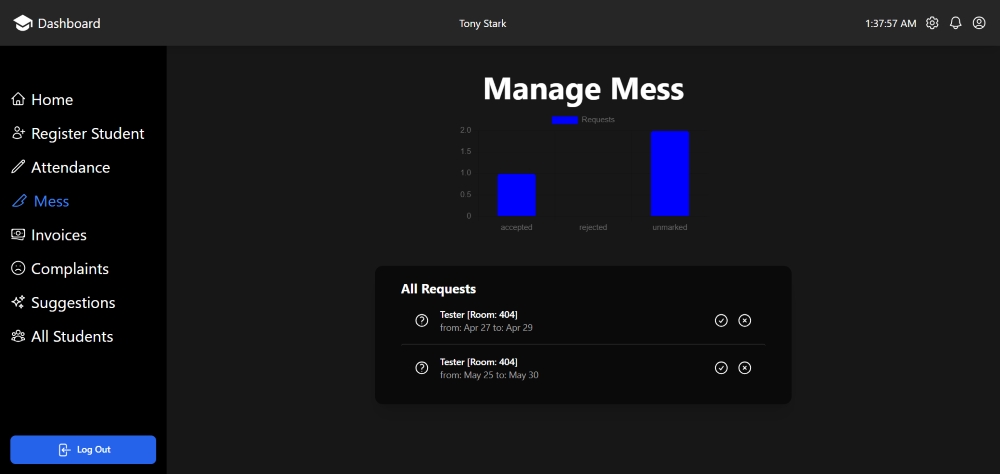 Dashboard
Tony Stark
1:37:57 AM
Home
Register Student
Attendance
Mess
Invoices
Complaints
Suggestions
All Students
Log Out
Manage Mess
Requests
2.0
1.5
1.0
0.5
0
accepted rejected unmarked
All Requests
Tester [Room: 404]
from: Apr 27 to: Apr 29
Tester [Room: 404]
from: May 25 to: May 30